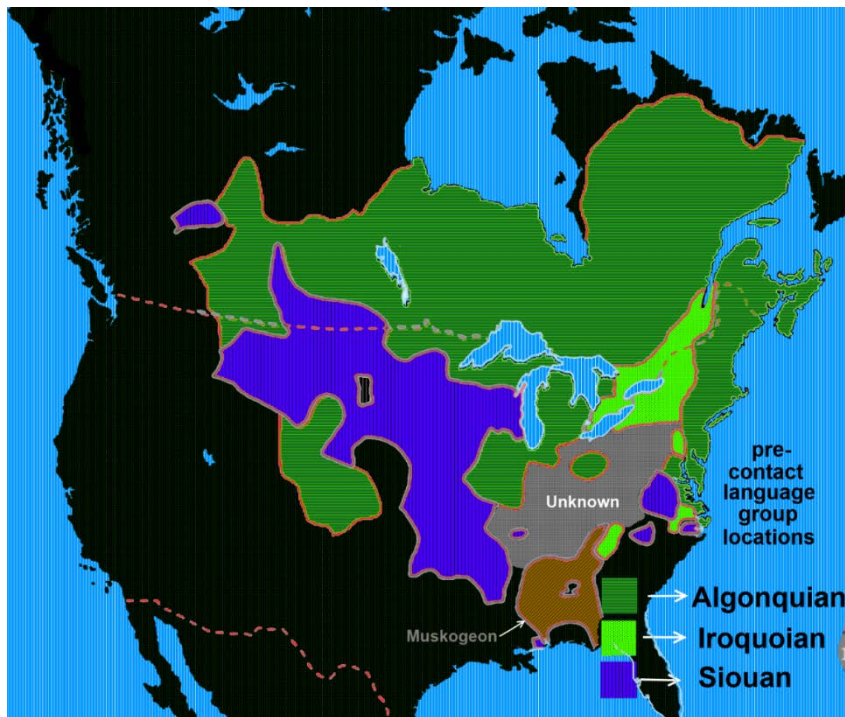 pre-
contact
language
group
locations
Unknown
Algonquian
Muskogeon
Iroquoian
Siouan